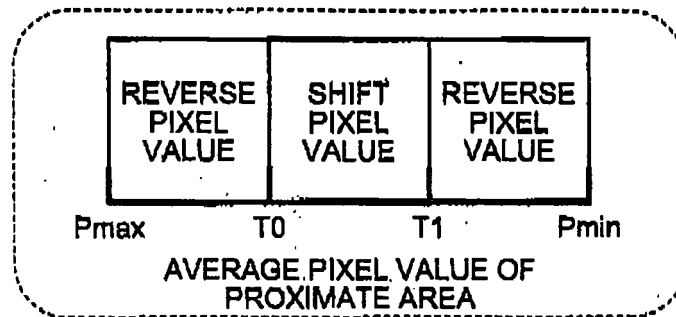 REVERSE PIXEL VALUE
SHIFT PIXEL VALUE
REVERSE PIXEL VALUE
Pmax T0 T1 Pmin
AVERAGE PIXEL VALUE OF
PROXIMATE AREA